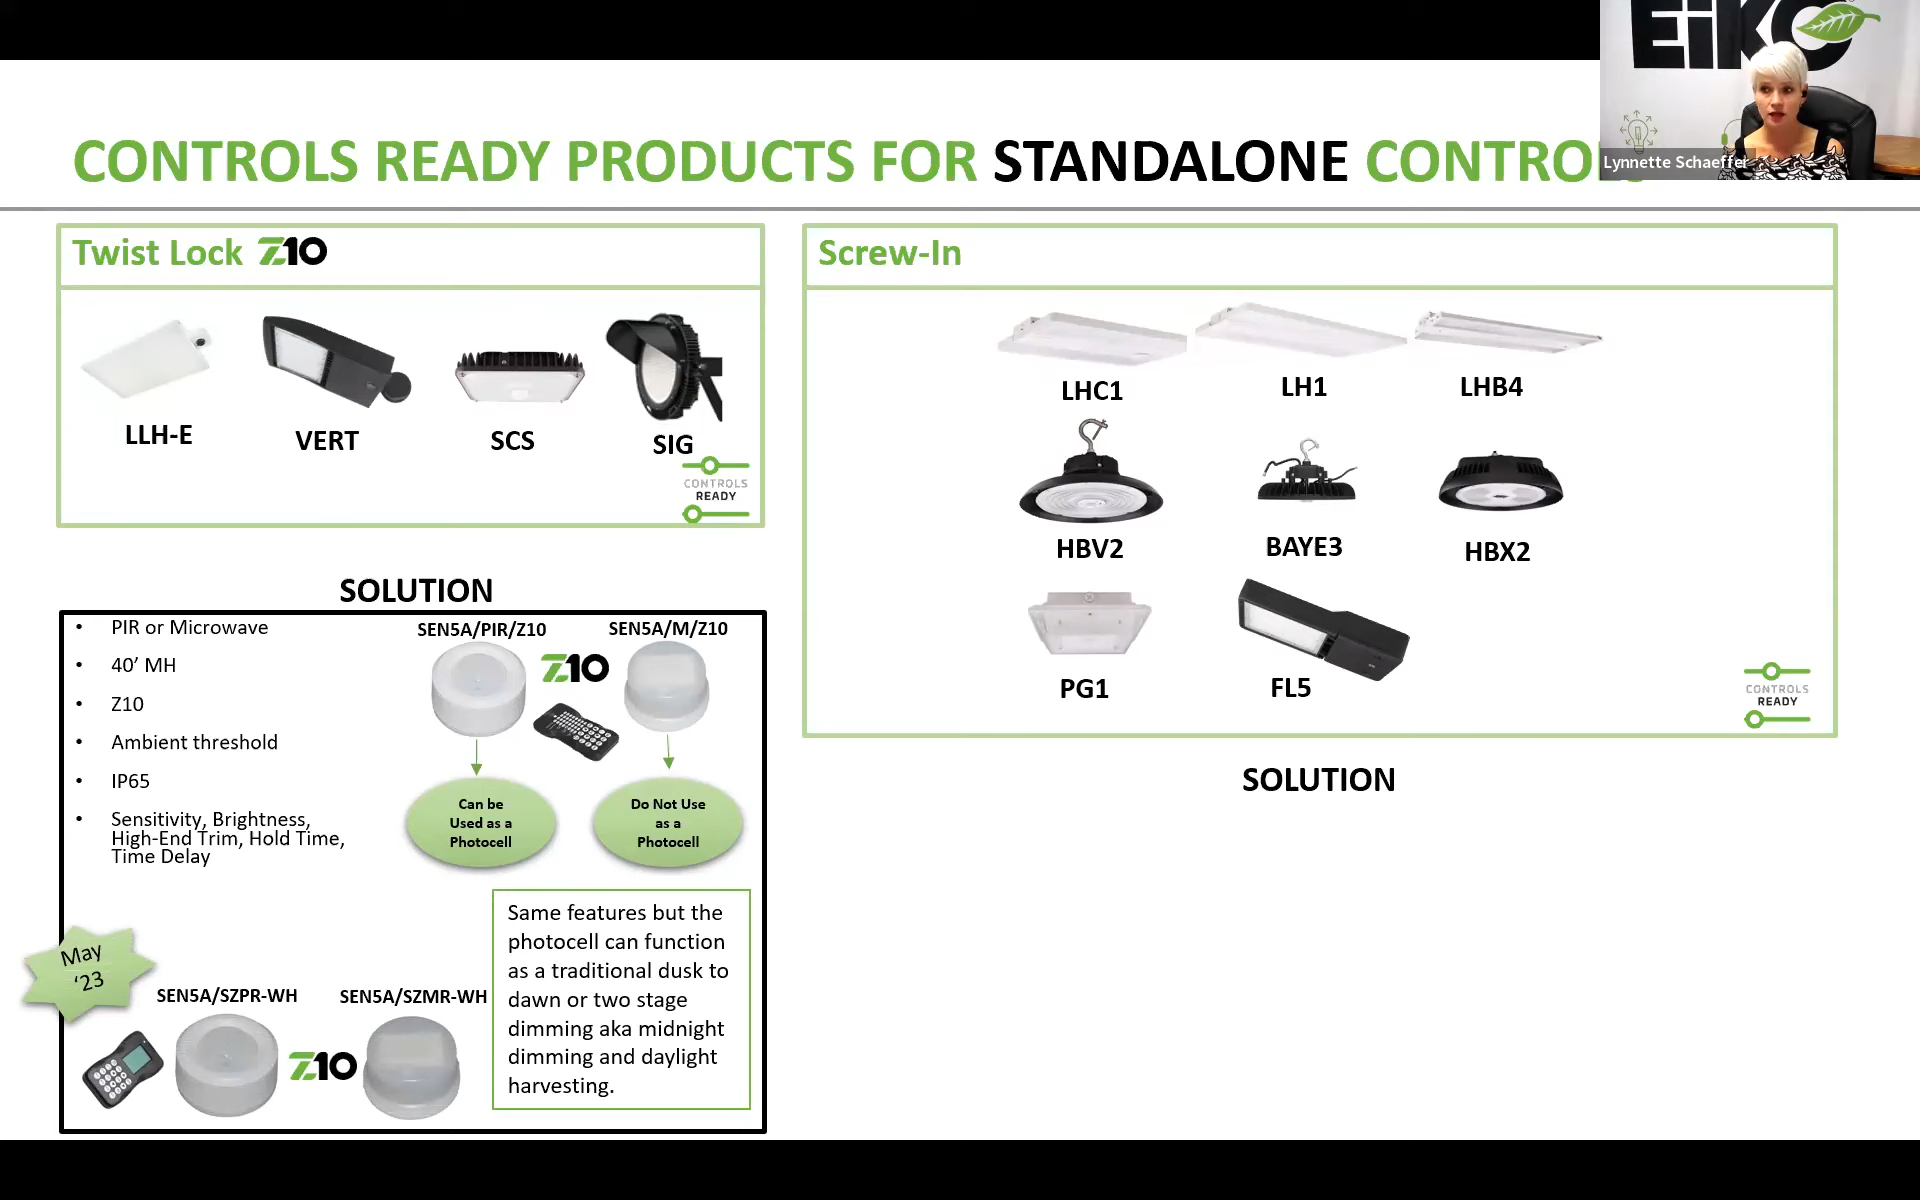 EiKO
Lynnette Schaeffer
CONTROLS READY PRODUCTS FOR STANDALONE CONTROL
Twist Lock Z10
LLH-E
VERT
SCS
SIG
CONTROLS
READY
Screw-In
LHC1
LH1
LHB4
HBV2
BAYE3
HBX2
PG1
FL5
CONTROLS
READY
SOLUTION
• PIR or Microwave
• 40’ MH
• Z10
• Ambient threshold
• IP65
• Sensitivity, Brightness,
High-End Trim, Hold Time,
Time Delay
SEN5A/PIR/Z10
SEN5A/M/Z10
Z10
Can be
Used as a
Photocell
Do Not Use
as a
Photocell
May
‘23
SEN5A/SZPR-WH
SEN5A/SZMR-WH
Z10
Same features but the
photocell can function
as a traditional dusk to
dawn or two stage
dimming aka midnight
dimming and daylight
harvesting.
SOLUTION